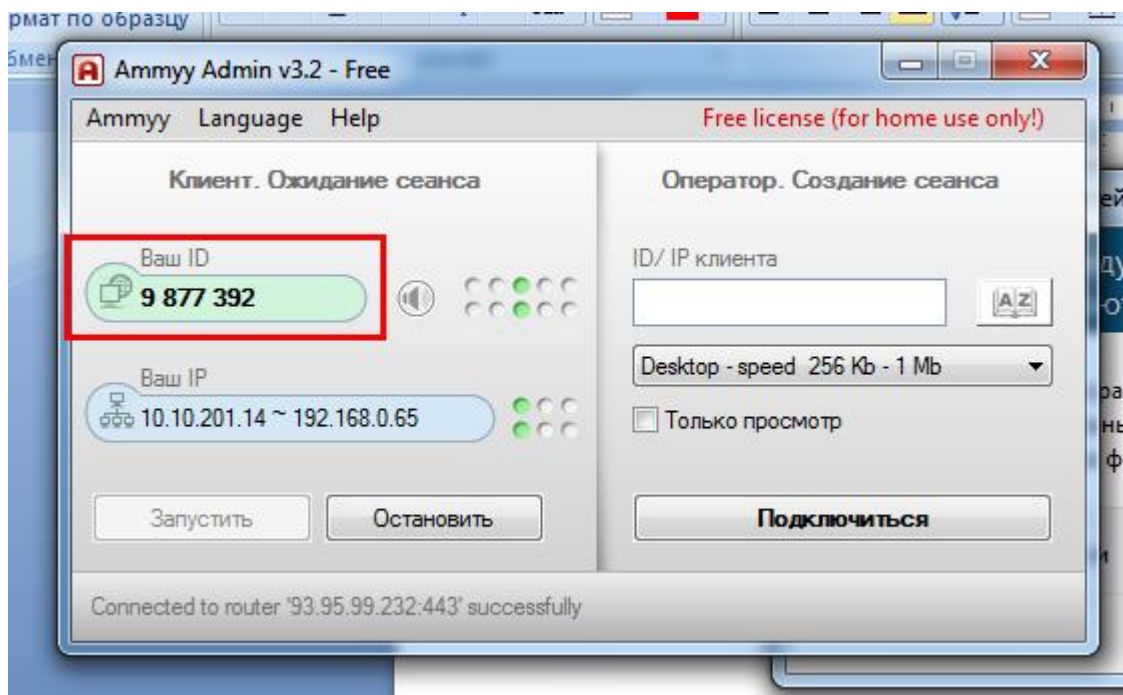 рмат по образцу
Ammyy Admin v3.2 - Free
Ammyy Language Help
Free license (for home use only!)
Клиент. Ожидание сеанса
Ваш ID
9 877 392
Ваш IP
10.10.201.14 ~ 192.168.0.65
Запустить
Остановить
Оператор. Создание сеанса
ID/ IP клиента
AZ
Desktop - speed 256 Kb - 1 Mb
Только просмотр
Подключиться
Connected to router '93.95.99.232:443' successfully